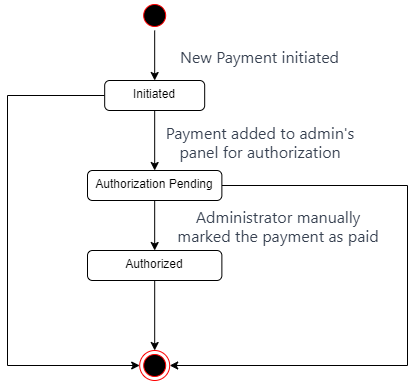 New Payment initiated
Initiated
Payment added to admin's
panel for authorization
Authorization Pending
Administrator manually
marked the payment as paid
Authorized